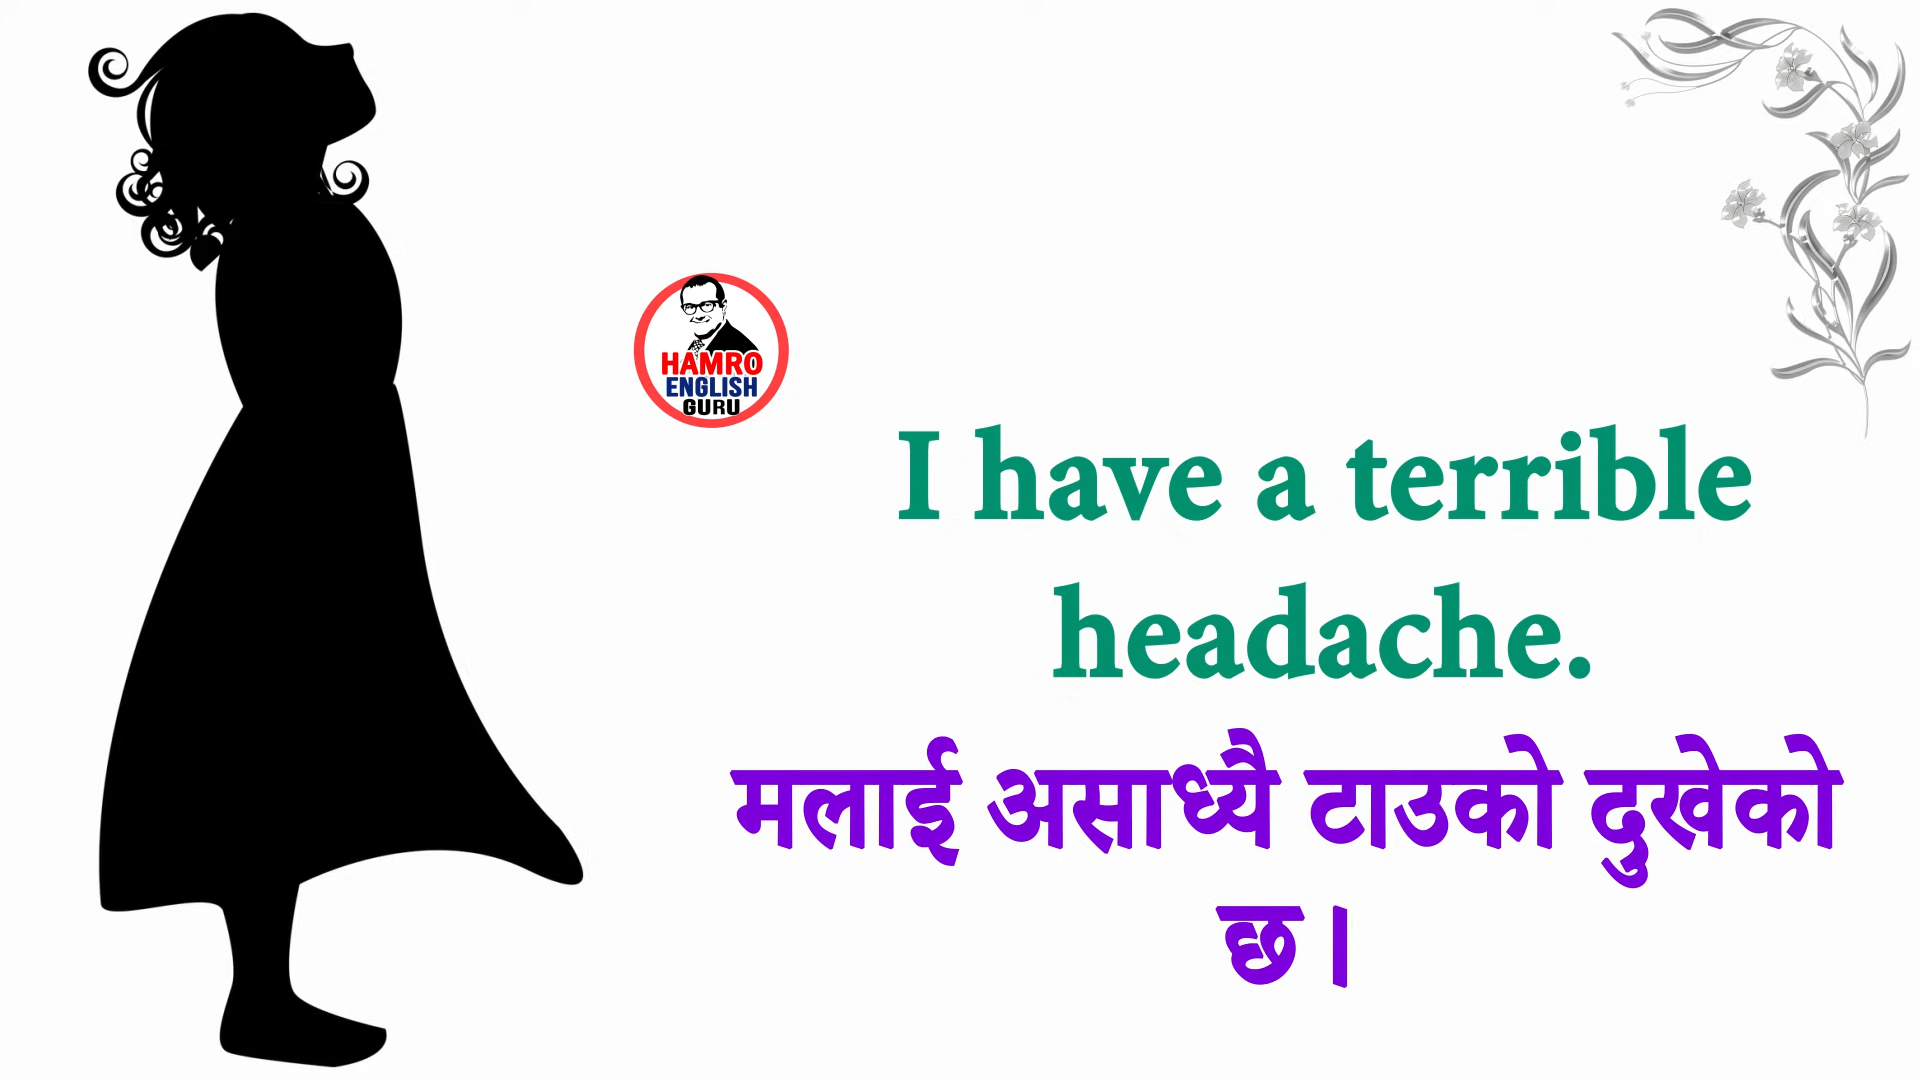 HAMRO
ENGLISH
GURU
I have a terrible
headache.
मलाई असाध्यै टाउको दुखेको
छ।